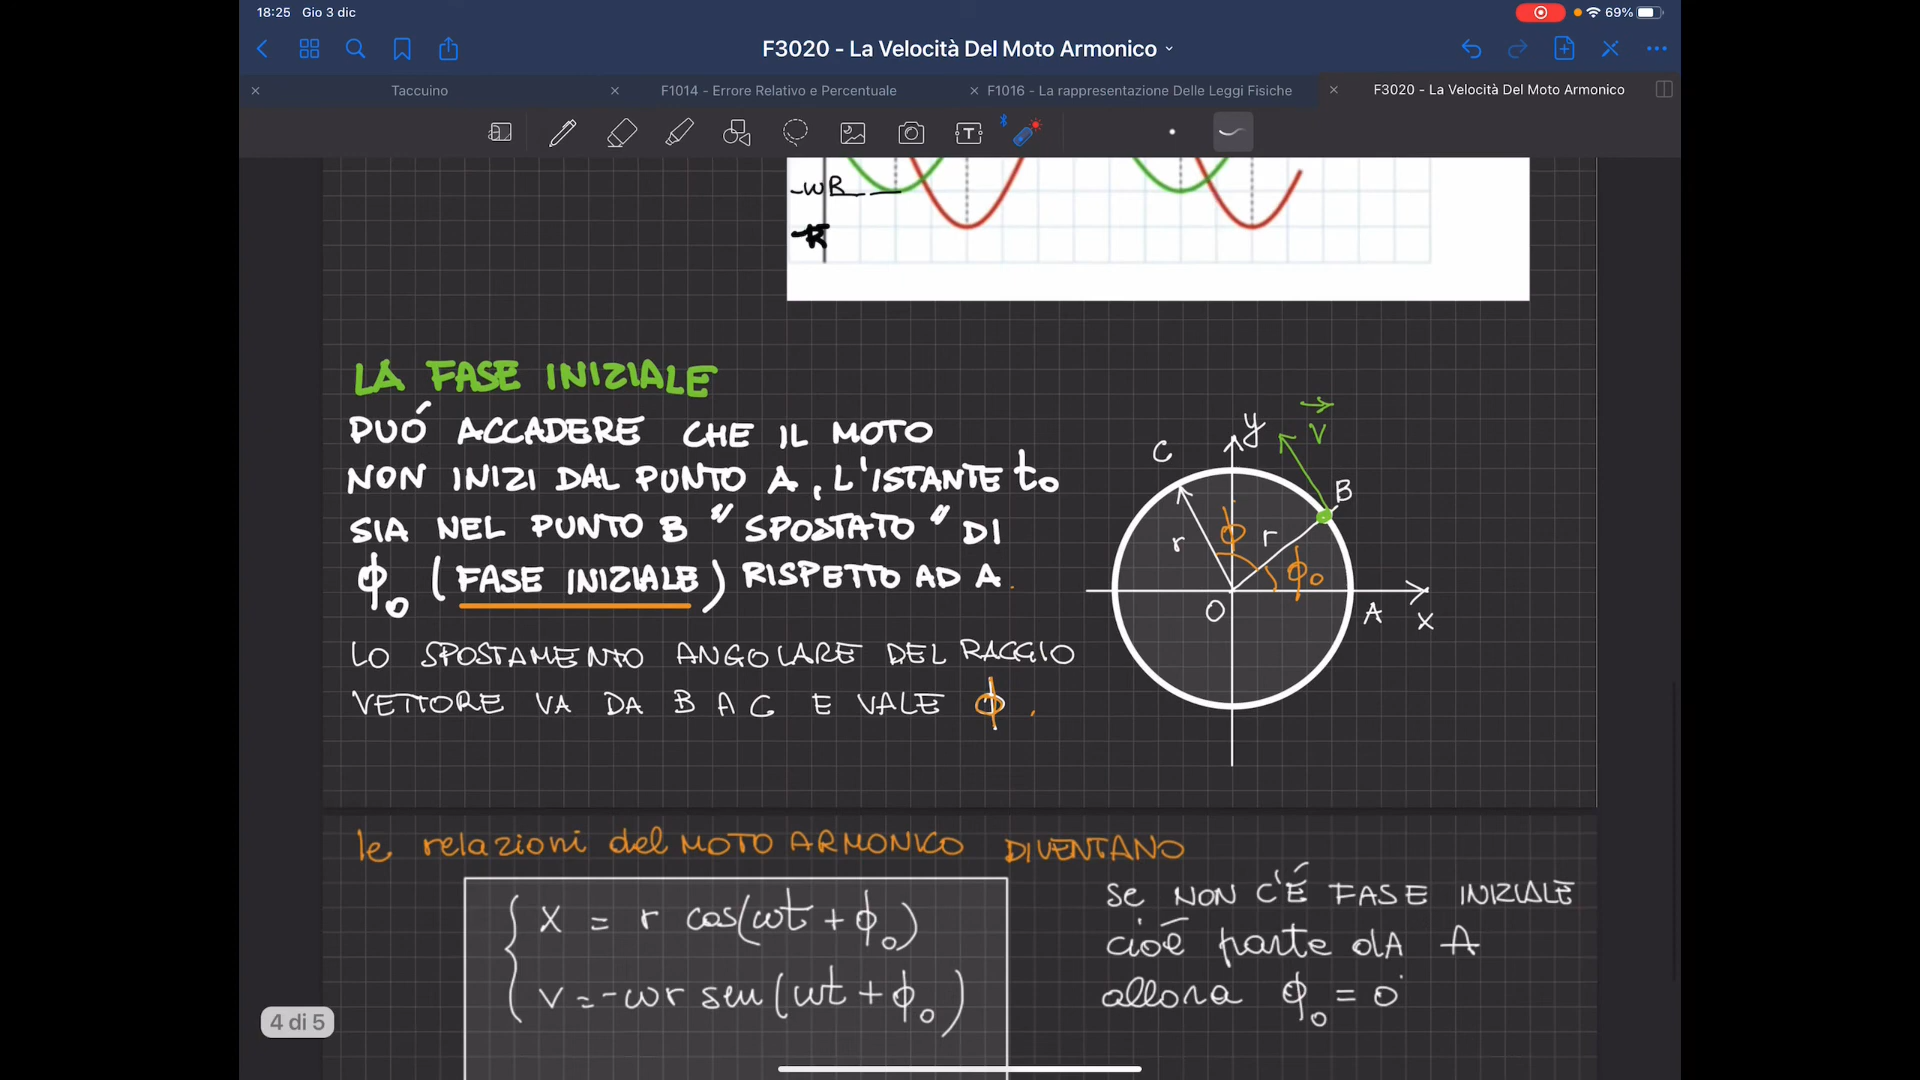 18:25 Gio 3 dic
69%
F3020 - La Velocità Del Moto Armonico
Taccuino
F1014 - Errore Relativo e Percentuale
F1016 - La rappresentazione Delle Leggi Fisiche
F3020 - La Velocità Del Moto Armonico
-ωR
-R
LA FASE INIZIALE
PUÓ ACCADERE CHE IL MOTO
NON INIZI DAL PUNTO A, L'ISTANTE t₀
SIA NEL PUNTO B "SPOSTATO" DI
ϕ₀ (FASE INIZIALE) RISPETTO AD A.
LO SPOSTAMENTO ANGOLARE DEL RAGGIO
VETTORE VA DA B A C E VALE ϕ.
y
C
v
B
r
ϕ
r
ϕ₀
O
A
x
le relazioni del MOTO ARMONICO DIVENTANO
X = r cos(ωt + ϕ₀)
v = -ωr sen(ωt + ϕ₀)
Se NON C'É FASE INIZIALE
cioé parte dA A
allora ϕ₀ = 0
4 di 5